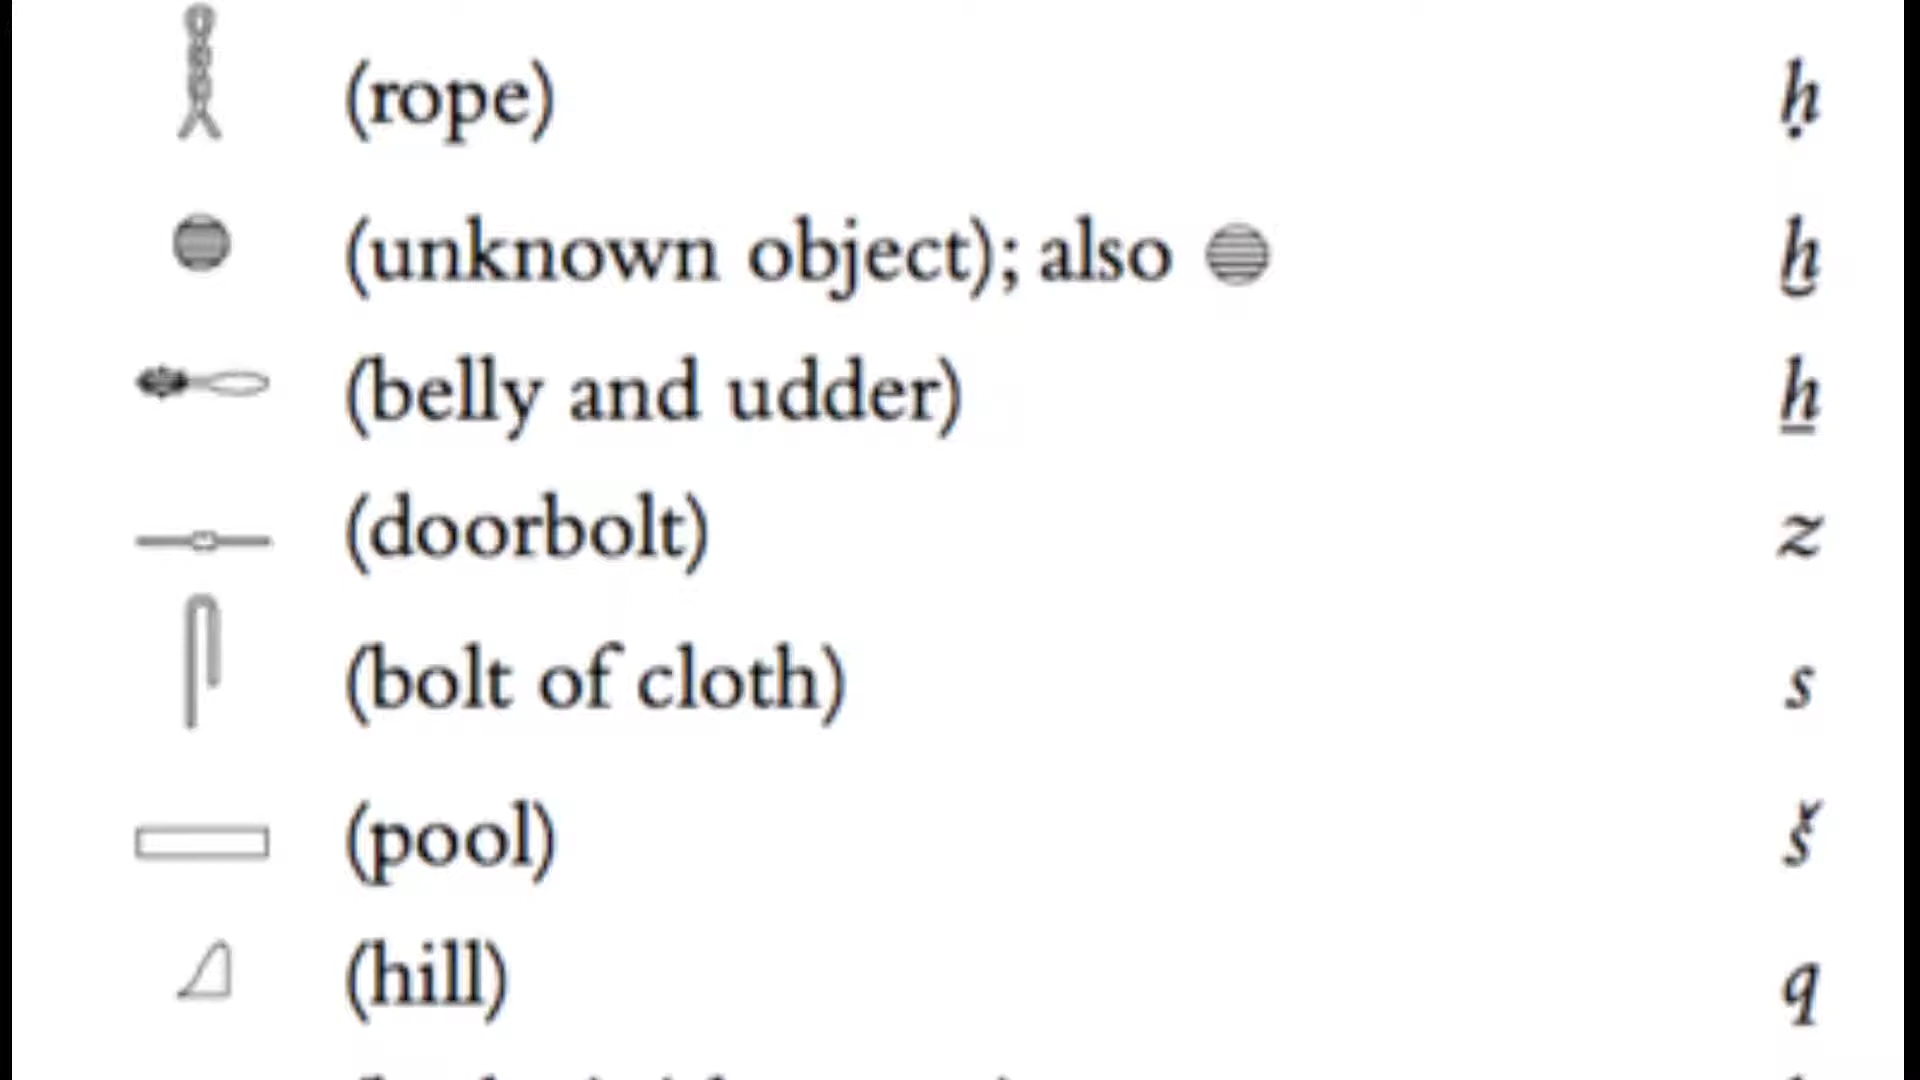 (rope) ḥ
(unknown object); also ḫ
(belly and udder) ẖ
(doorbolt) z
(bolt of cloth) s
(pool) š
(hill) q